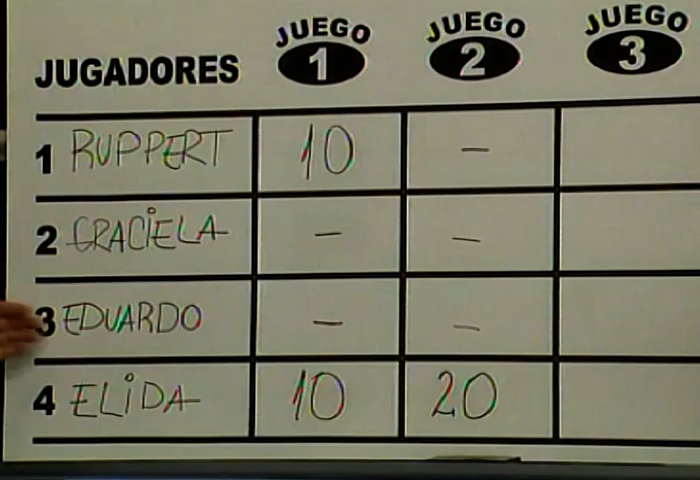 JUGADORES JUEGO 1 JUEGO 2 JUEGO 3
1 RUPPERT 10 –
2 GRACIELA – –
3 EDUARDO – –
4 ELIDA 10 20